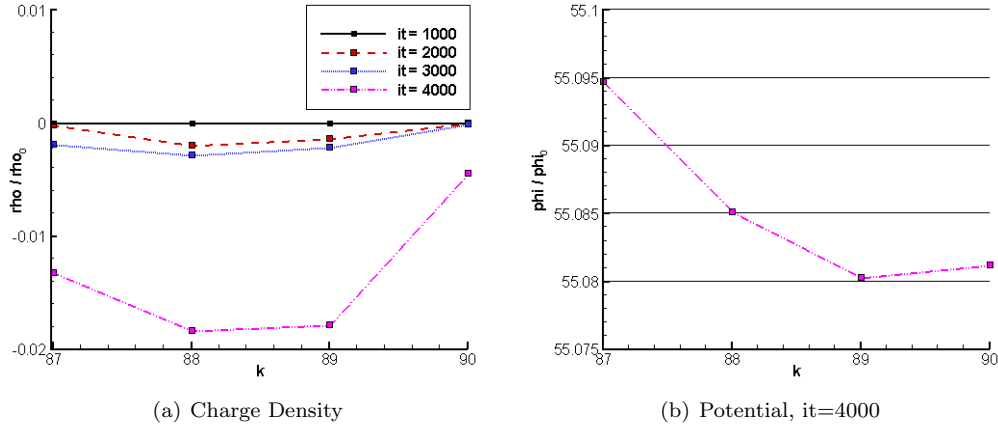 0.01
0
-0.01
-0.02
rho / rho₀
87
88
89
90
k
it = 1000
it = 2000
it = 3000
it = 4000
(a) Charge Density
55.1
55.095
55.09
55.085
55.08
55.075
phi / phi₀
87
88
89
90
k
(b) Potential, it=4000